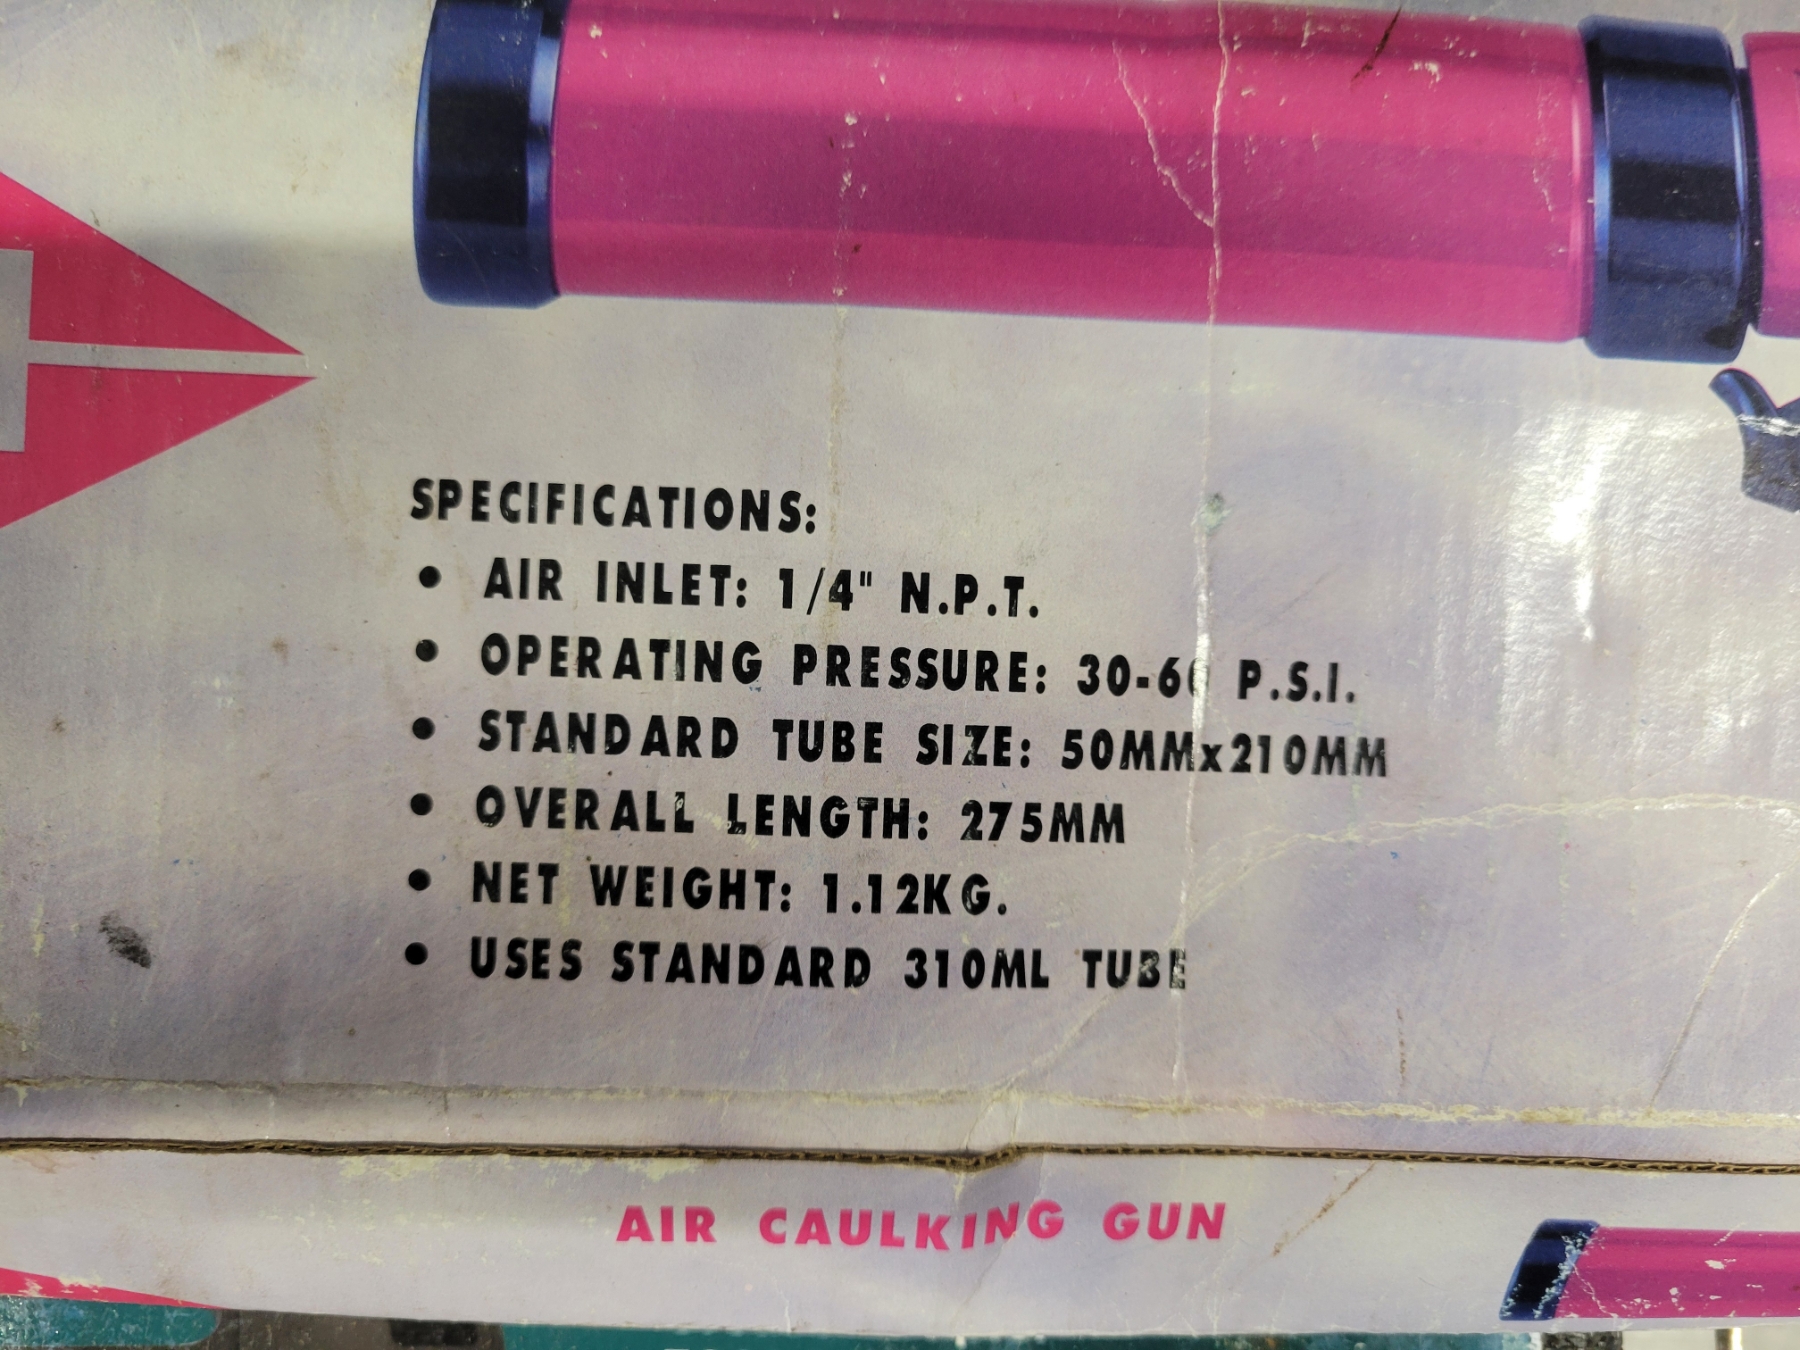 SPECIFICATIONS:
• AIR INLET: 1/4" N.P.T.
• OPERATING PRESSURE: 30-60 P.S.I.
• STANDARD TUBE SIZE: 50MMx210MM
• OVERALL LENGTH: 275MM
• NET WEIGHT: 1.12KG.
• USES STANDARD 310ML TUBE
AIR CAULKING GUN